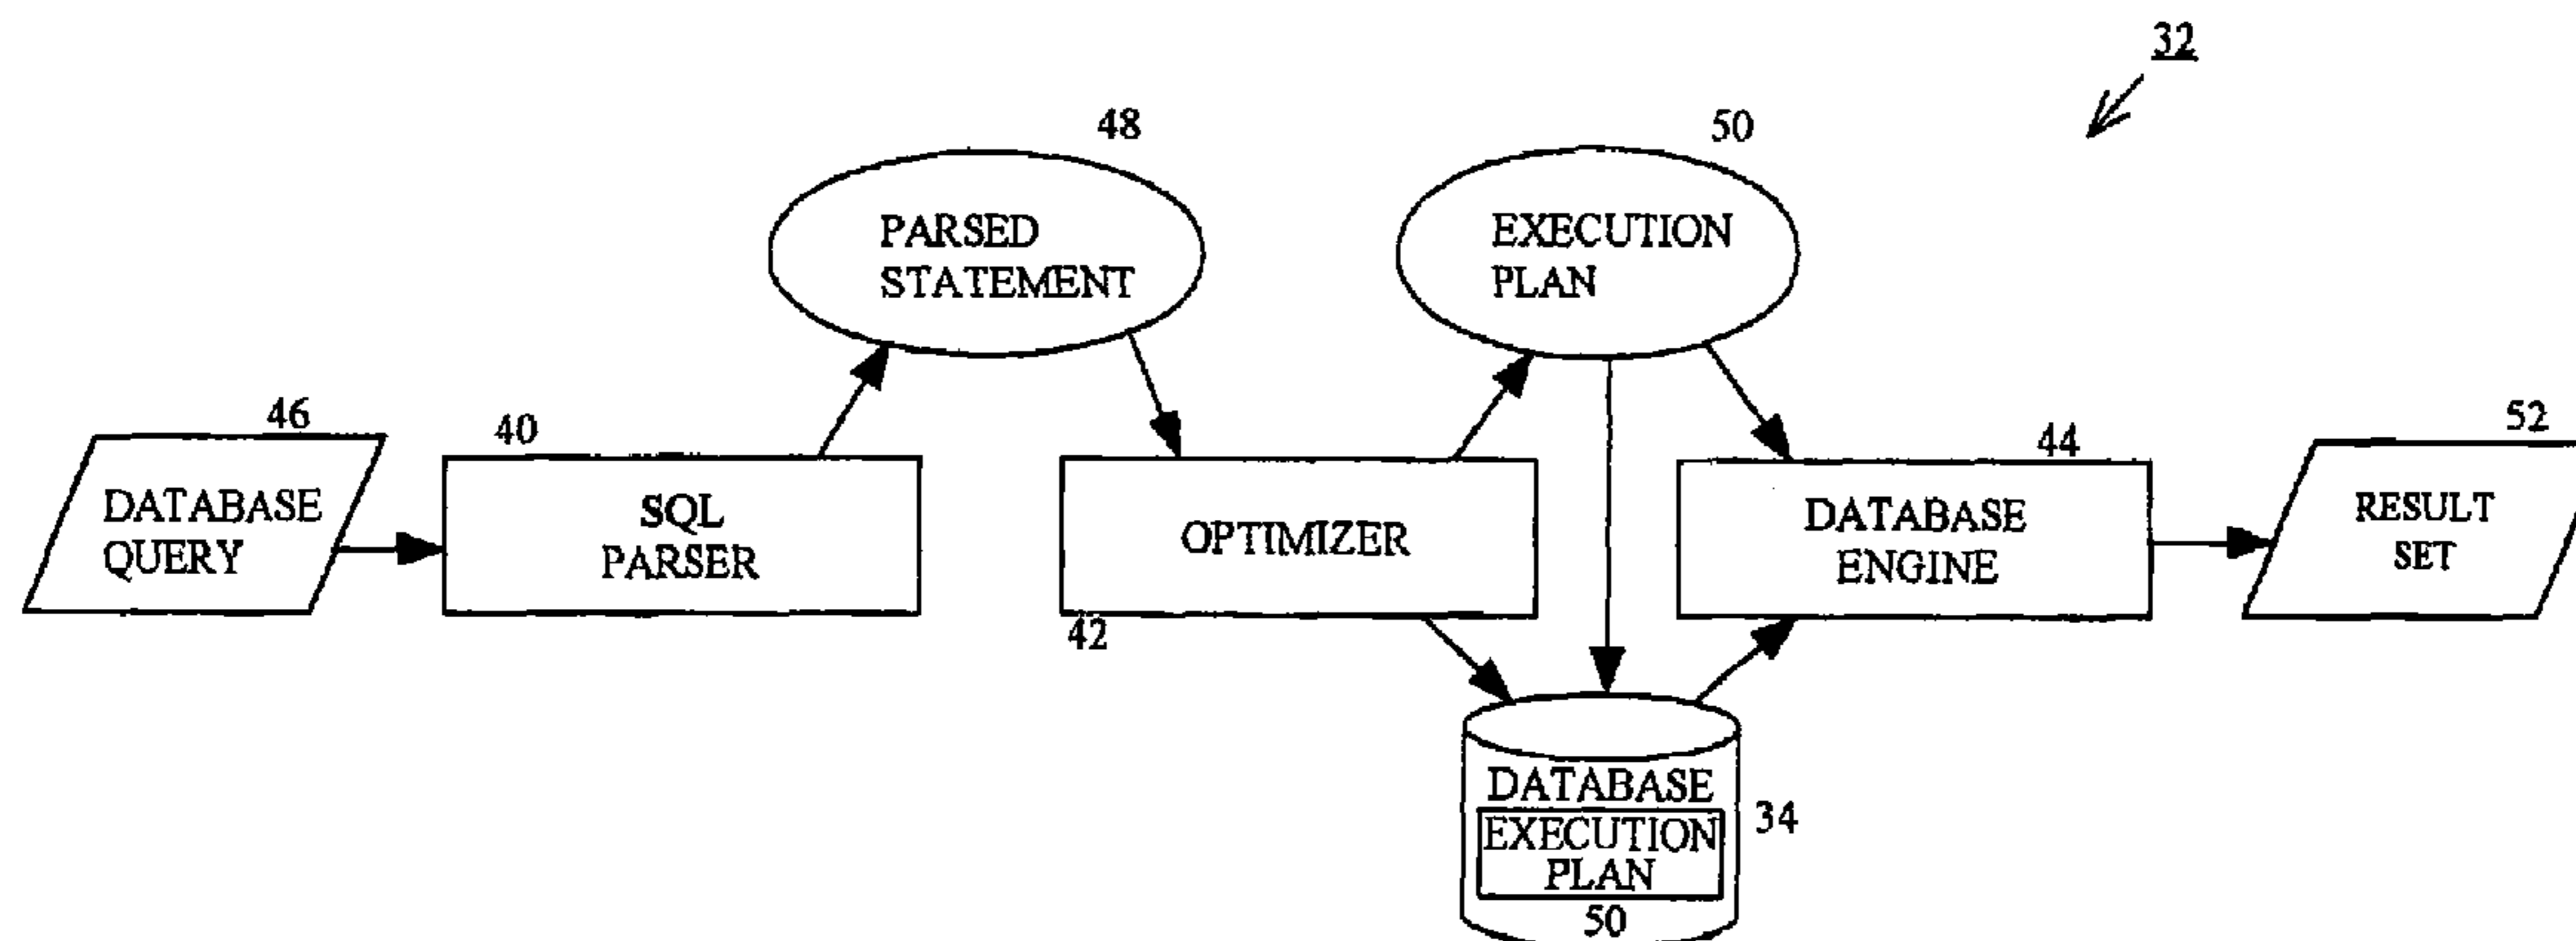 32
48
PARSED
STATEMENT
50
EXECUTION
PLAN
46
DATABASE
QUERY
40
SQL
PARSER
OPTIMIZER
42
44
DATABASE
ENGINE
52
RESULT
SET
DATABASE
34
EXECUTION
PLAN
50